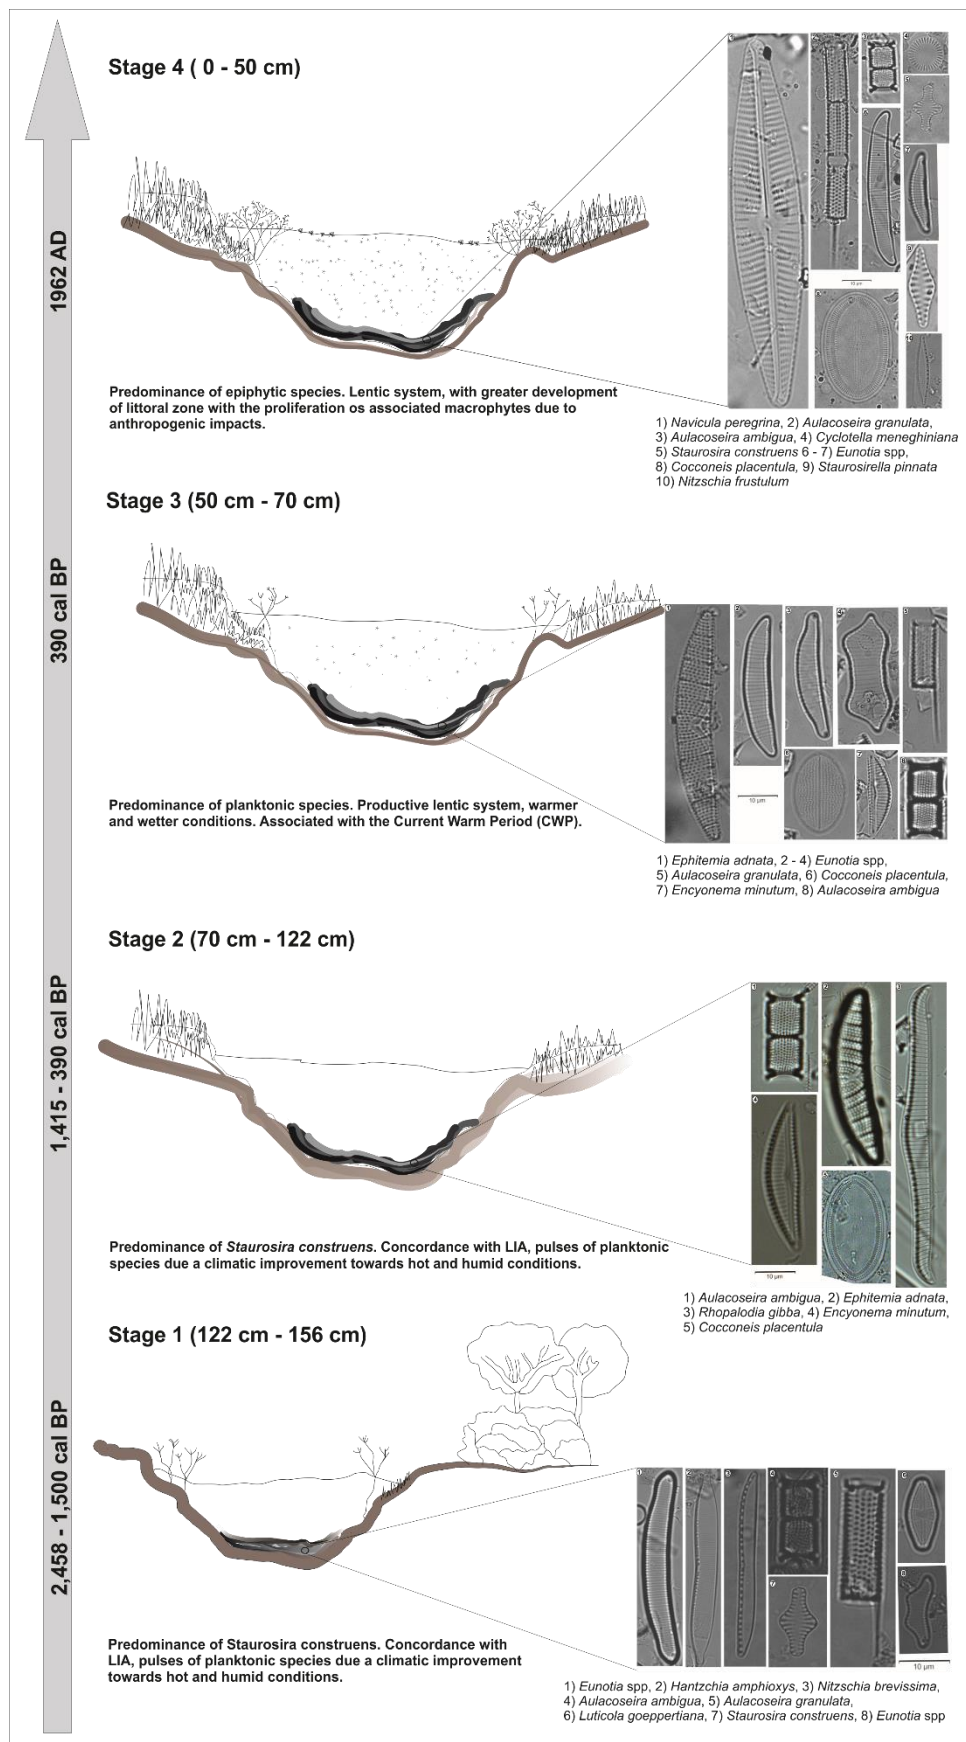 Stage 4 ( 0 - 50 cm)
1962 AD
Predominance of epiphytic species. Lentic system, with greater development
of littoral zone with the proliferation os associated macrophytes due to
anthropogenic impacts.
10 µm
1) Navicula peregrina, 2) Aulacoseira granulata,
3) Aulacoseira ambigua, 4) Cyclotella meneghiniana
5) Staurosira construens 6 - 7) Eunotia spp,
8) Cocconeis placentula, 9) Staurosirella pinnata
10) Nitzschia frustulum
Stage 3 (50 cm - 70 cm)
390 cal BP
Predominance of planktonic species. Productive lentic system, warmer
and wetter conditions. Associated with the Current Warm Period (CWP).
10 µm
1) Ephitemia adnata, 2 - 4) Eunotia spp,
5) Aulacoseira granulata, 6) Cocconeis placentula,
7) Encyonema minutum, 8) Aulacoseira ambigua
Stage 2 (70 cm - 122 cm)
1,415 - 390 cal BP
Predominance of Staurosira construens. Concordance with LIA, pulses of planktonic
species due a climatic improvement towards hot and humid conditions.
10 µm
1) Aulacoseira ambigua, 2) Ephitemia adnata,
3) Rhopalodia gibba, 4) Encyonema minutum,
5) Cocconeis placentula
Stage 1 (122 cm - 156 cm)
2,458 - 1,500 cal BP
Predominance of Staurosira construens. Concordance with
LIA, pulses of planktonic species due a climatic improvement
towards hot and humid conditions.
10 µm
1) Eunotia spp, 2) Hantzchia amphioxys, 3) Nitzschia brevissima,
4) Aulacoseira ambigua, 5) Aulacoseira granulata,
6) Luticola goeppertiana, 7) Staurosira construens, 8) Eunotia spp